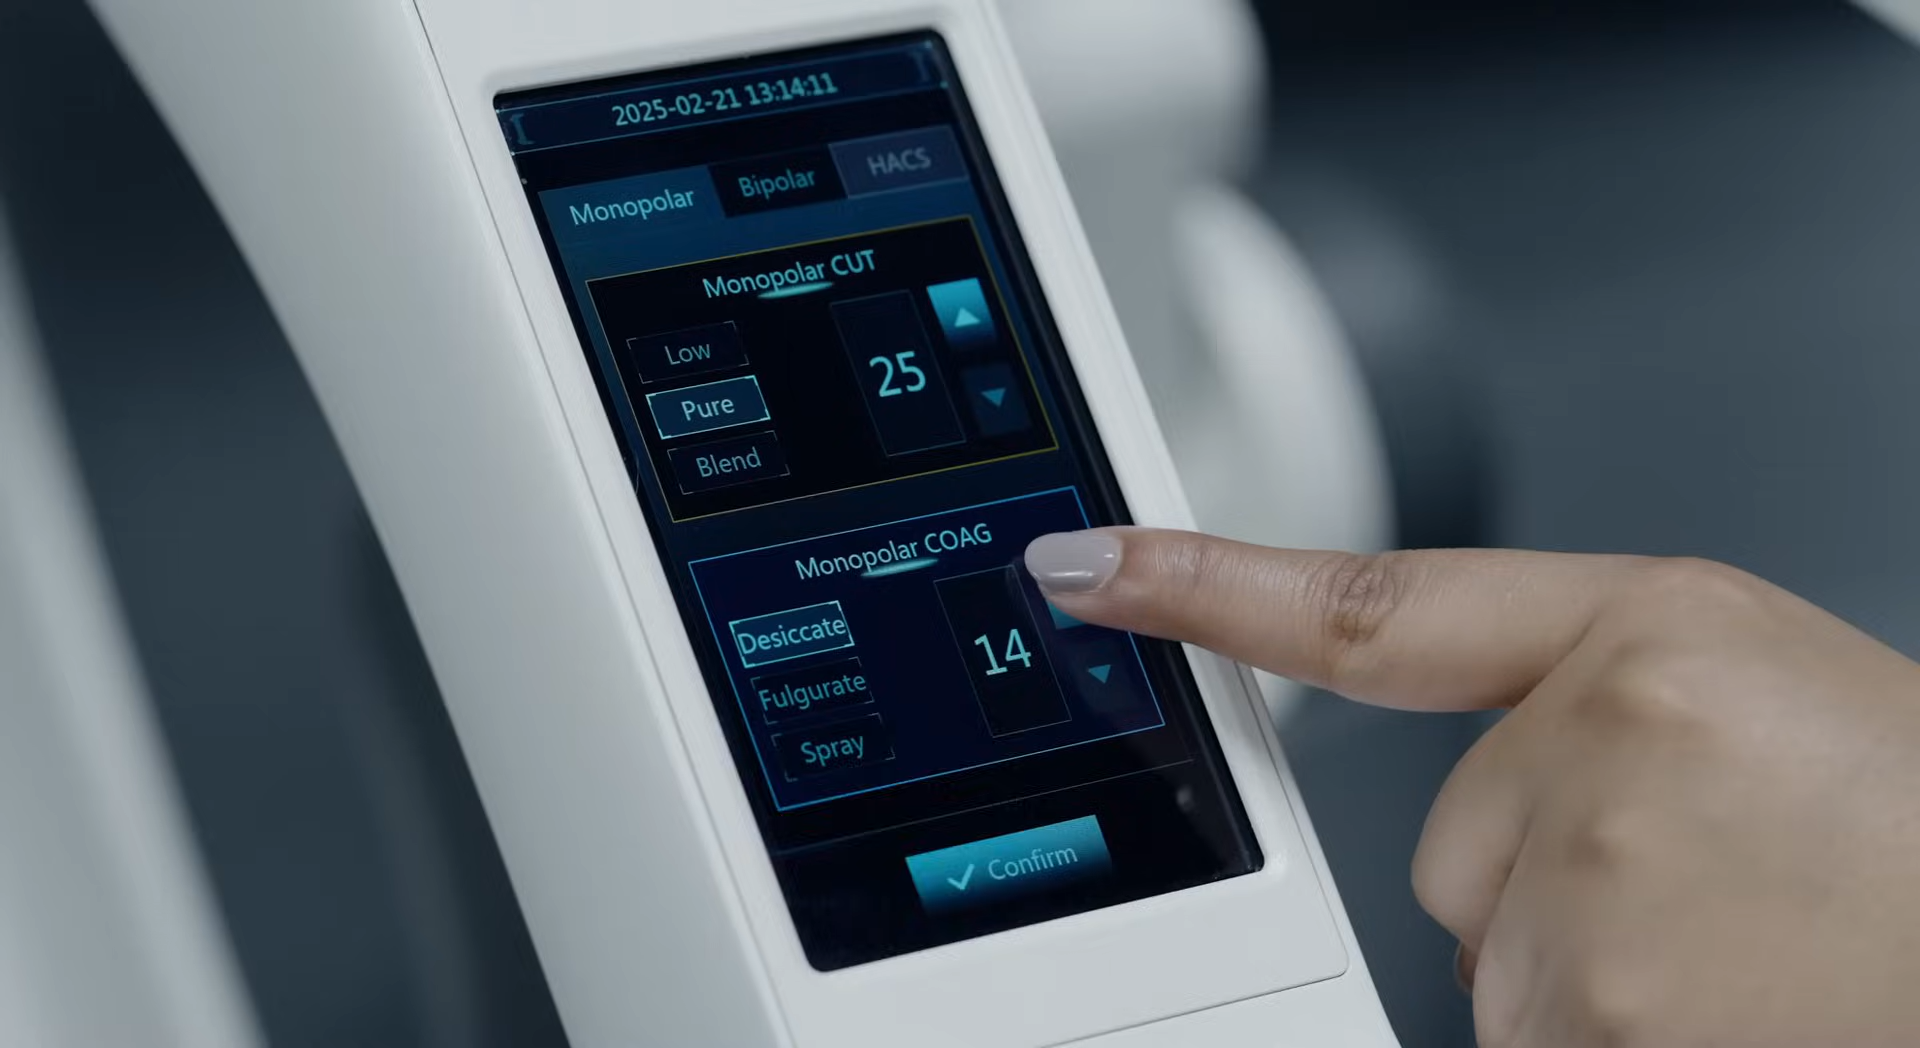 2025-02-21 13:14:11
Monopolar Bipolar HACS
Monopolar CUT
Low
Pure
Blend
25
Monopolar COAG
Desiccate
Fulgurate
Spray
14
Confirm